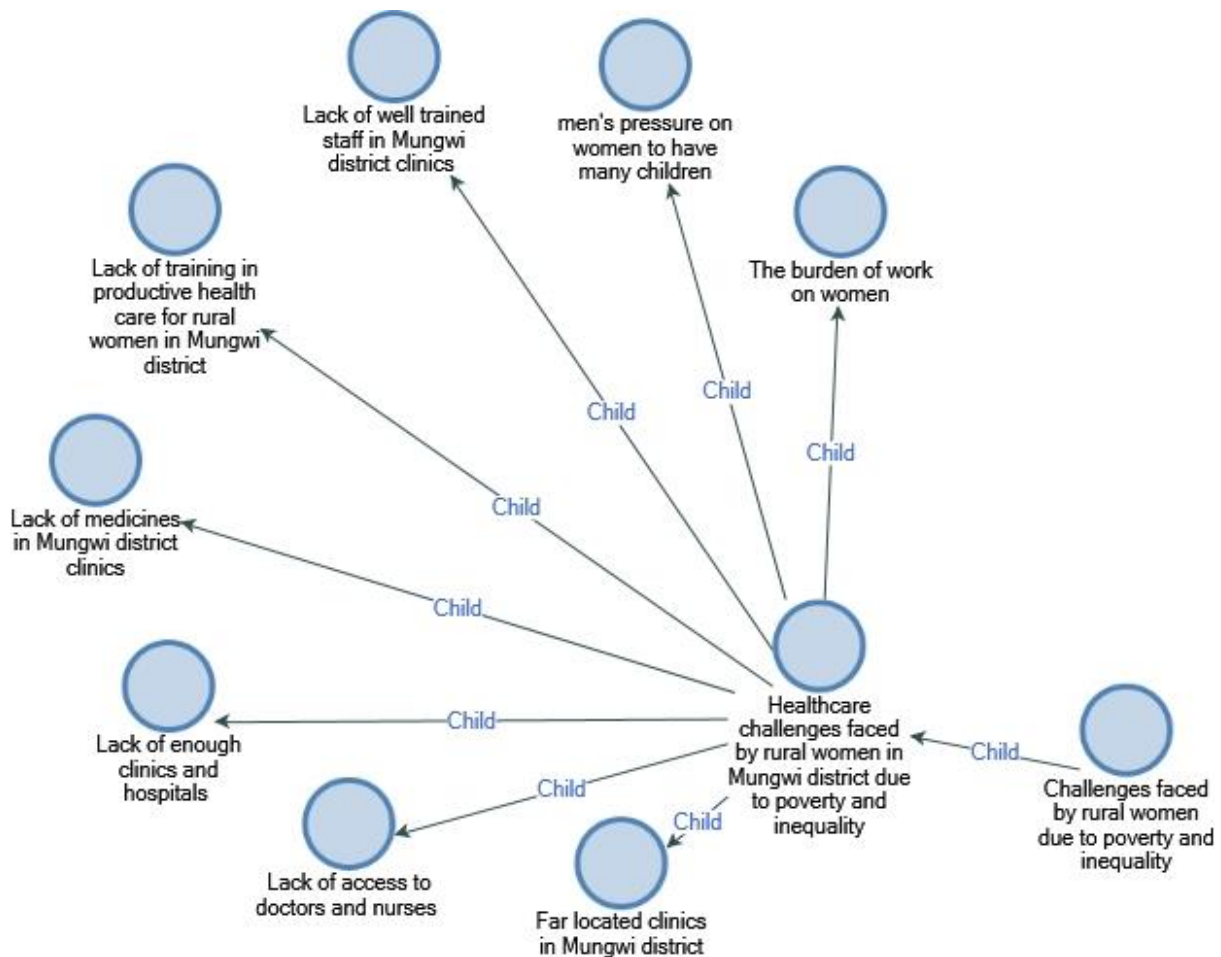 Lack of well trained
staff in Mungwi
district clinics
men's pressure on
women to have
many children
Lack of training in
productive health
care for rural
women in Mungwi
district
The burden of work
on women
Child
Child
Child
Child
Lack of medicines
in Mungwi district
clinics
Child
Child
Lack of enough
clinics and
hospitals
Healthcare
challenges faced
by rural women in
Mungwi district due
to poverty and
inequality
Child
Challenges faced
by rural women
due to poverty and
inequality
Child
Lack of access to
doctors and nurses
Child
Far located clinics
in Mungwi district